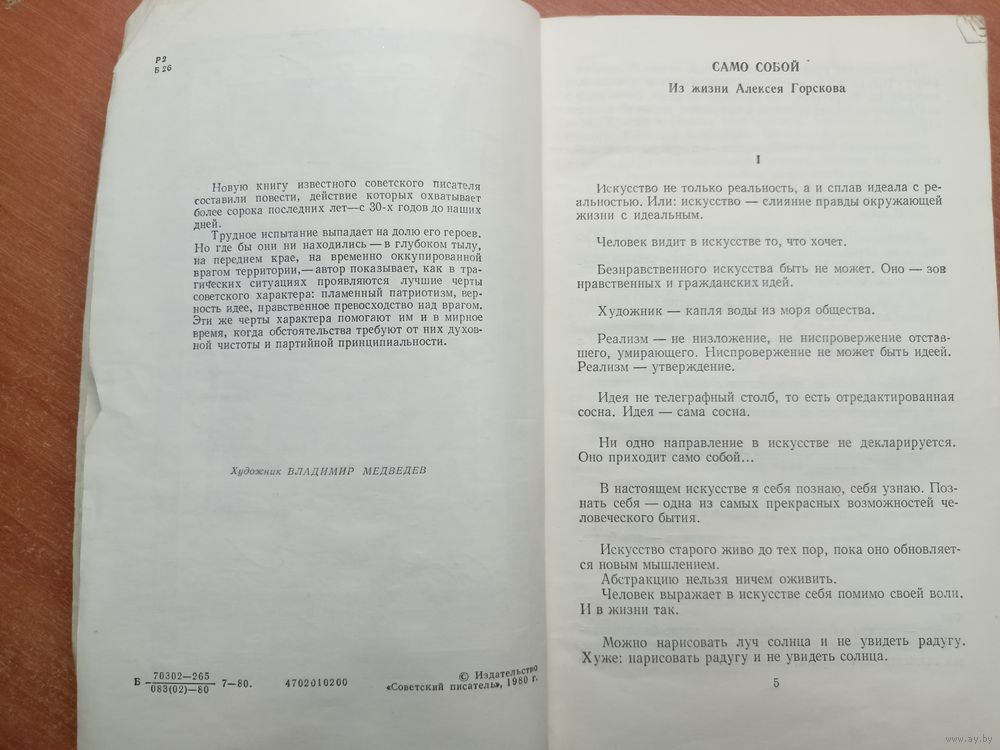 Р2
Б 26
Новую книгу известного советского писателя
составили повести, действие которых охватывает
более сорока последних лет—с 30-х годов до наших
дней.
Трудное испытание выпадает на долю его героев.
Но где бы они ни находились — в глубоком тылу,
на переднем крае, на временно оккупированной
врагом территории, — автор показывает, как в тра-
гических ситуациях проявляются лучшие черты
советского характера: пламенный патриотизм, вер-
ность идее, нравственное превосходство над врагом.
Эти же черты характера помогают им и в мирное
время, когда обстоятельства требуют от них духов-
ной чистоты и партийной принципиальности.
Художник ВЛАДИМИР МЕДВЕДЕВ
Б 70302—265
083(02)—80 7—80. 4702010200
© Издательство
«Советский писатель», 1980 г.
САМО СОБОЙ
Из жизни Алексея Горскова
I
Искусство не только реальность, а и сплав идеала с ре-
альностью. Или: искусство — слияние правды окружающей
жизни с идеальным.
Человек видит в искусстве то, что хочет.
Безнравственного искусства быть не может. Оно — зов
нравственных и гражданских идей.
Художник — капля воды из моря общества.
Реализм — не низложение, не ниспровержение отстав-
шего, умирающего. Ниспровержение не может быть идеей.
Реализм — утверждение.
Идея не телеграфный столб, то есть отредактированная
сосна. Идея — сама сосна.
Ни одно направление в искусстве не декларируется.
Оно приходит само собой...
В настоящем искусстве я себя познаю, себя узнаю. Поз-
нать себя — одна из самых прекрасных возможностей че-
ловеческого бытия.
Искусство старого живо до тех пор, пока оно обновляет-
ся новым мышлением.
Абстракцию нельзя ничем оживить.
Человек выражает в искусстве себя помимо своей воли.
И в жизни так.
Можно нарисовать луч солнца и не увидеть радугу.
Хуже: нарисовать радугу и не увидеть солнца.
5
www.ay.by